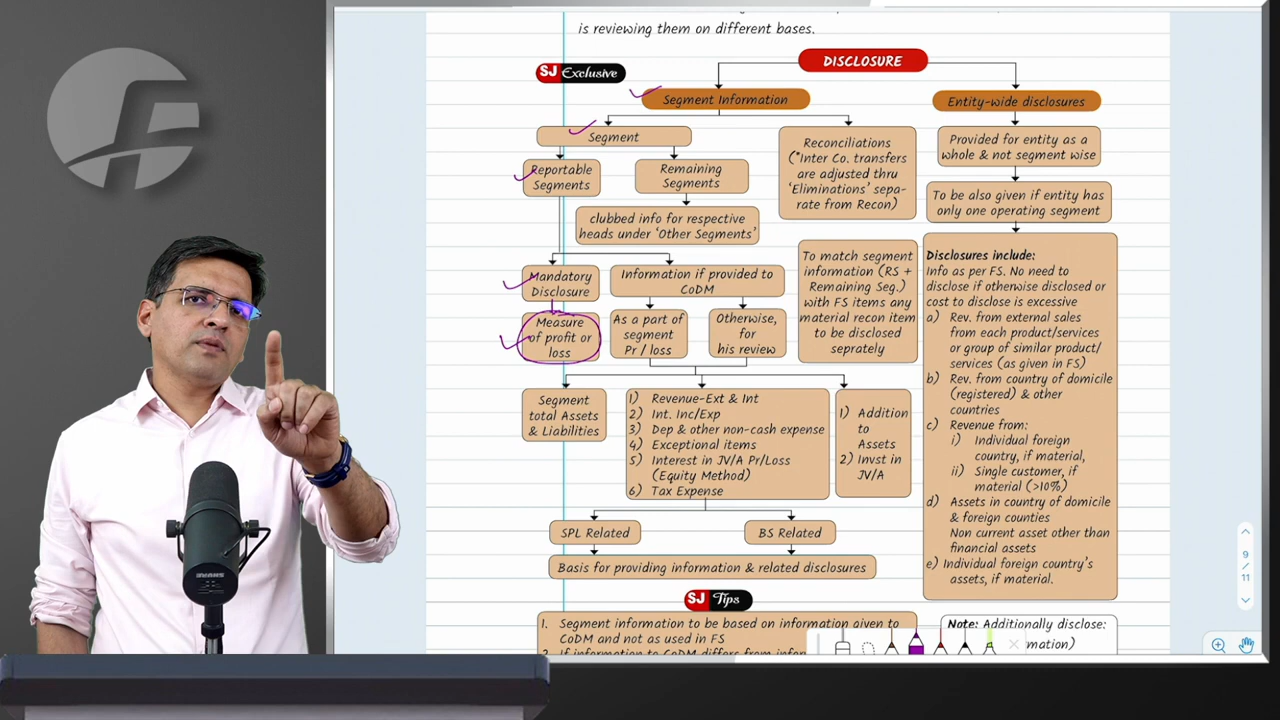 is reviewing them on different bases.
DISCLOSURE
SJ Exclusive
Segment Information
Entity-wide disclosures
Segment
Reportable
Segments
Remaining
Segments
clubbed info for respective
heads under 'Other Segments'
Reconciliations
(*Inter Co. transfers
are adjusted thru
'Eliminations' sepa-
rate from Recon)
Provided for entity as a
whole & not segment wise
To be also given if entity has
only one operating segment
Mandatory
Disclosure
Measure
of profit or
loss
Information if provided to
CoDM
As a part of
segment
Pr / loss
Otherwise,
for
his review
To match segment
information (RS +
Remaining Seg.)
with FS items any
material recon item
to be disclosed
seprately
Segment
total Assets
& Liabilities
1) Revenue-Ext & Int
2) Int. Inc/Exp
3) Dep & other non-cash expense
4) Exceptional items
5) Interest in JV/A Pr/Loss
(Equity Method)
6) Tax Expense
1) Addition
to
Assets
2) Invst in
JV/A
SPL Related
BS Related
Basis for providing information & related disclosures
Disclosures include:
Info as per FS. No need to
disclose if otherwise disclosed or
cost to disclose is excessive
a) Rev. from external sales
from each product/services
or group of similar product/
services (as given in FS)
b) Rev. from country of domicile
(registered) & other
countries
c) Revenue from:
i) Individual foreign
country, if material,
ii) Single customer, if
material (>10%)
d) Assets in country of domicile
& foreign counties
Non current asset other than
financial assets
e) Individual foreign country's
assets, if material.
SJ Tips
1. Segment information to be based on information given to
CoDM and not as used in FS
2. If information to CoDM differs from
Note: Additionally disclose:
mation)
9
/
11
SHURE